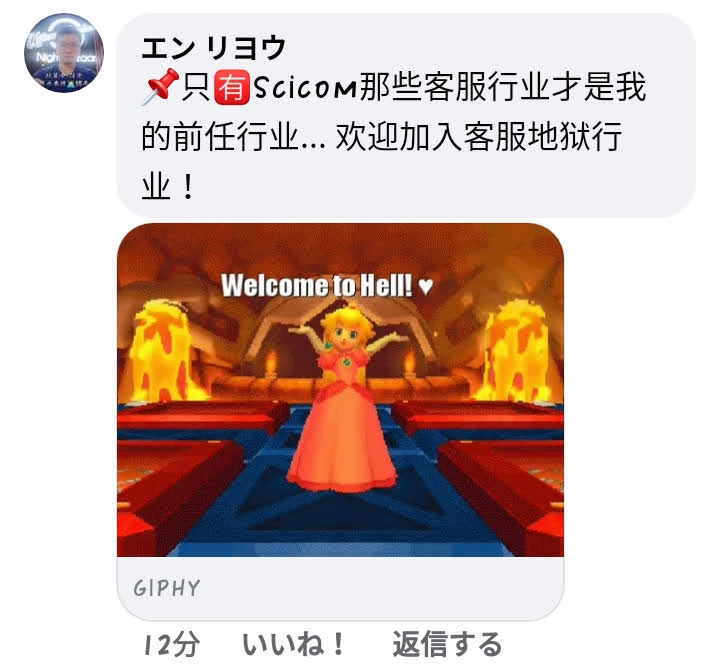 エン リヨウ
📌只🈶Scicom那些客服行业才是我
的前任行业... 欢迎加入客服地狱行
业！
Welcome to Hell! ♥
GIPHY
12分 いいね！ 返信する